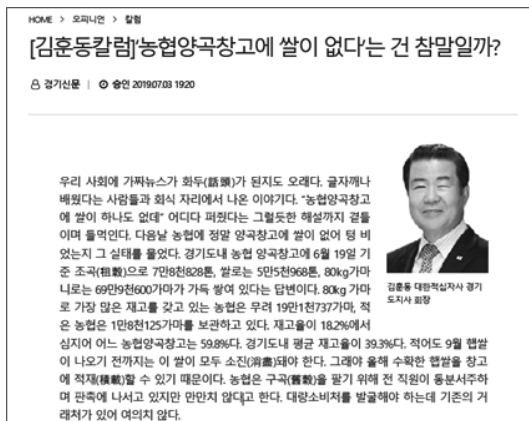 HOME > 오피니언 > 칼럼
[김훈동칼럼]‘농협양곡창고에 쌀이 없다’는 건 참말일까?
경기신문 | 승인 2019.07.03 19:20
우리 사회에 가짜뉴스가 화두(話頭)가 된지도 오래다. 글자깨나
배웠다는 사람들과 회식 자리에서 나온 이야기다. “농협양곡창고
에 쌀이 하나도 없데” 어디다 퍼줬다는 그럴듯한 해설까지 곁들
이며 들먹인다. 다음날 농협에 정말 양곡창고에 쌀이 없어 텅 비
었는지 그 실태를 물었다. 경기도내 농협 양곡창고에 6월 19일 기
준 조곡(粗穀)으로 7만8천828톤, 쌀로는 5만5천968톤, 80kg가마
니로는 69만9천600가마가 가득 쌓여 있다는 답변이다. 80kg 가마
로 가장 많은 재고를 갖고 있는 농협은 무려 19만1천737가마, 적
은 농협은 1만8천125가마를 보관하고 있다. 재고율이 18.2%에서
심지어 어느 농협양곡창고는 59.8%다. 경기도내 평균 재고율이 39.3%다. 적어도 9월 햅쌀
이 나오기 전까지는 이 쌀이 모두 소진(消盡)돼야 한다. 그래야 올해 수확한 햅쌀을 창고
에 적재(積載)할 수 있기 때문이다. 농협은 구곡(舊穀)을 팔기 위해 전 직원이 동분서주하
며 판촉에 나서고 있지만 만만치 않다고 한다. 대량소비처를 발굴해야 하는데 기존의 거
래처가 있어 여의치 않다.
김훈동 대한적십자사 경기
도지사 회장